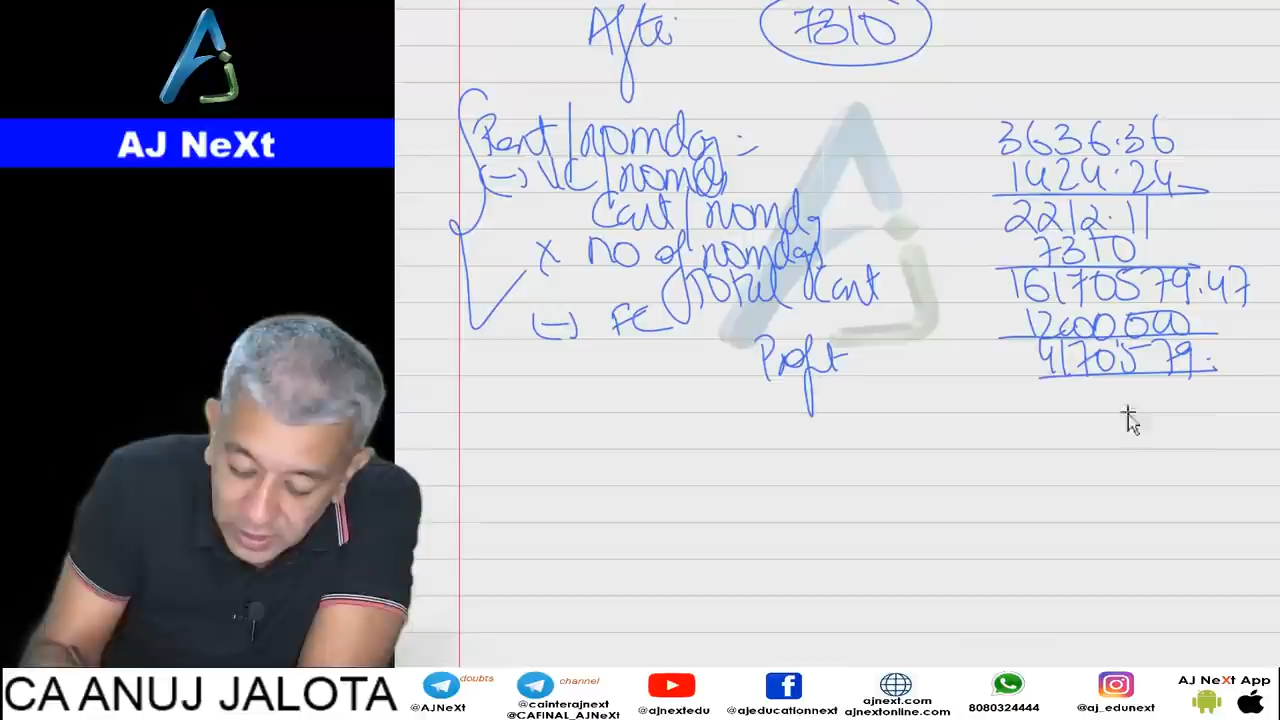 After 7310
AJ NeXt
Rent/roomday = 3636.36
(-) VC/roomday 1424.24
Cont/roomday 2212.11
x no of roomdays 7310
Total Cont 16170579.47
(-) FC 12000000
Profit 4170579.
CA ANUJ JALOTA
doubts
@AJNeXt
channel
@cainterajnext
@CAFINAL_AJNeXt
@ajnextedu
@ajeducationnext
ajnext.com
ajnextonline.com
8080324444
@aj_edunext
AJ NeXt App